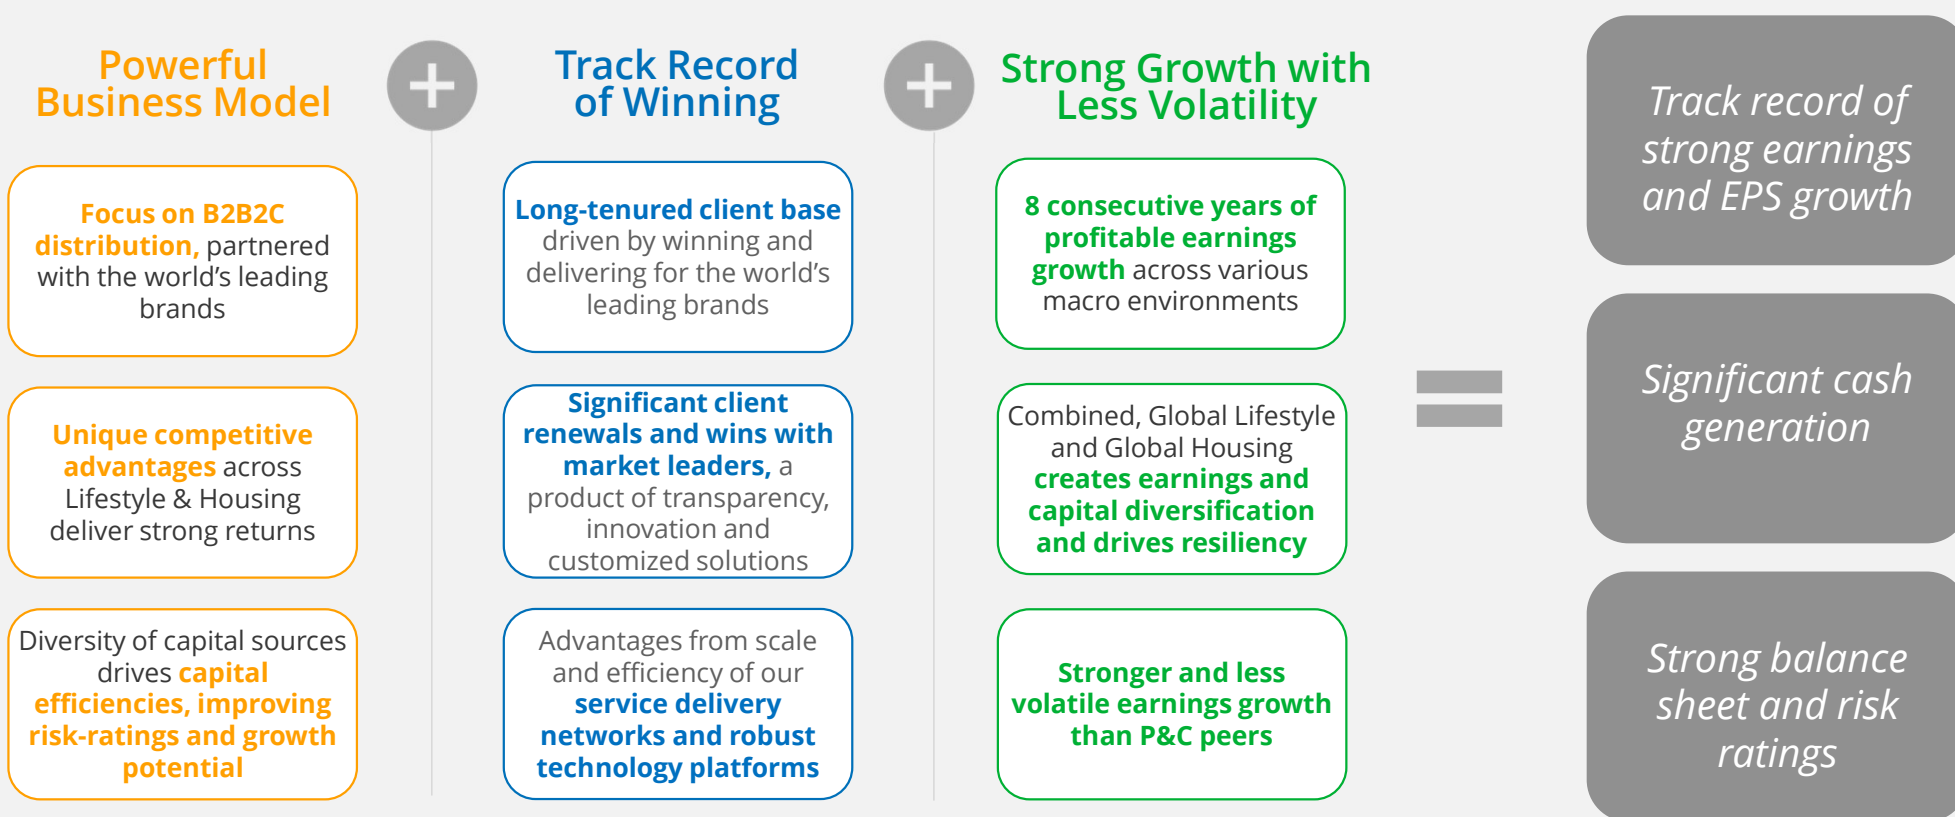 Powerful
Business Model
Focus on B2B2C
distribution, partnered
with the world’s leading
brands
Unique competitive
advantages across
Lifestyle & Housing
deliver strong returns
Diversity of capital sources
drives capital
efficiencies, improving
risk-ratings and growth
potential
+
Track Record
of Winning
Long-tenured client base
driven by winning and
delivering for the world’s
leading brands
Significant client
renewals and wins with
market leaders, a
product of transparency,
innovation and
customized solutions
Advantages from scale
and efficiency of our
service delivery
networks and robust
technology platforms
+
Strong Growth with
Less Volatility
8 consecutive years of
profitable earnings
growth across various
macro environments
Combined, Global Lifestyle
and Global Housing
creates earnings and
capital diversification
and drives resiliency
Stronger and less
volatile earnings growth
than P&C peers
=
Track record of
strong earnings
and EPS growth
Significant cash
generation
Strong balance
sheet and risk
ratings